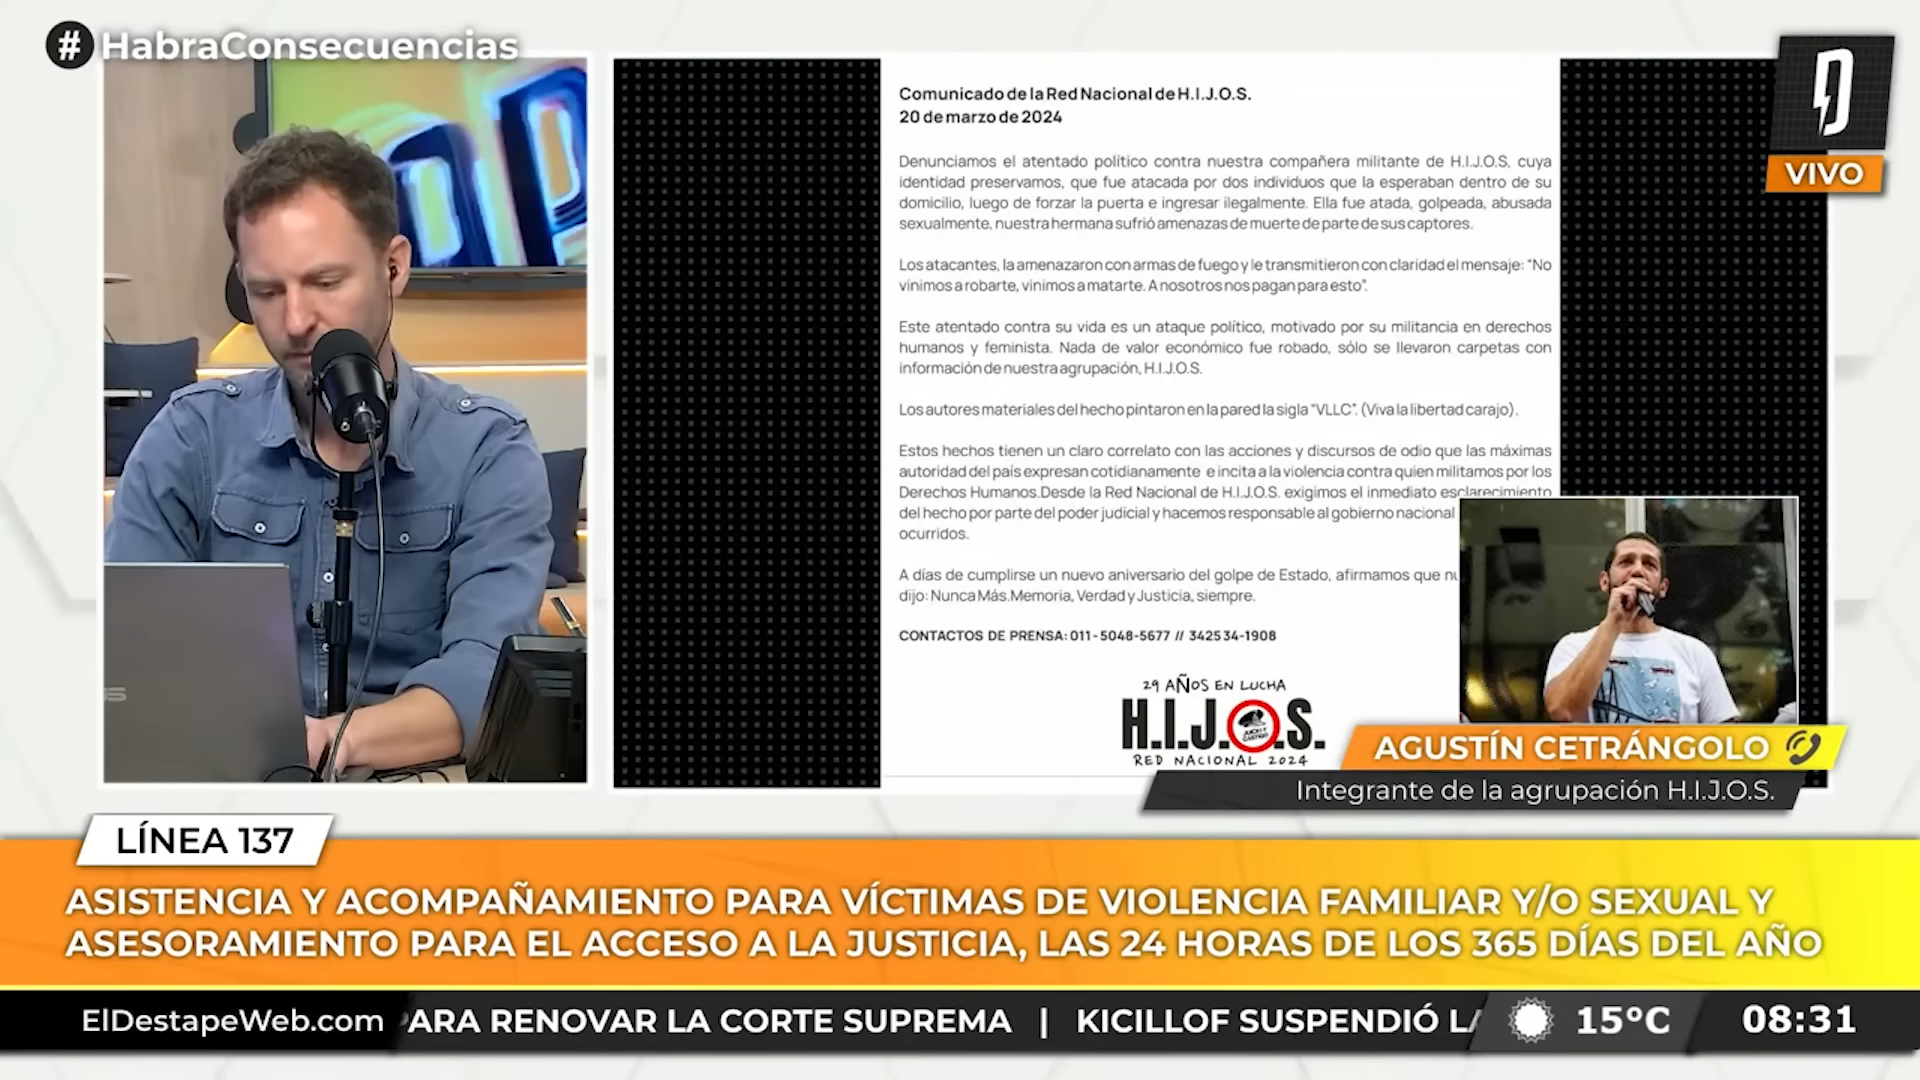 # HabraConsecuencias
VIVO
Comunicado de la Red Nacional de H.I.J.O.S.
20 de marzo de 2024
Denunciamos el atentado político contra nuestra compañera militante de H.I.J.O.S, cuya
identidad preservamos, que fue atacada por dos individuos que la esperaban dentro de su
domicilio, luego de forzar la puerta e ingresar ilegalmente. Ella fue atada, golpeada, abusada
sexualmente, nuestra hermana sufrió amenazas de muerte de parte de sus captores.
Los atacantes, la amenazaron con armas de fuego y le transmitieron con claridad el mensaje: “No
vinimos a robarte, vinimos a matarte. A nosotros nos pagan para esto”.
Este atentado contra su vida es un ataque político, motivado por su militancia en derechos
humanos y feminista. Nada de valor económico fue robado, sólo se llevaron carpetas con
información de nuestra agrupación, H.I.J.O.S.
Los autores materiales del hecho pintaron en la pared la sigla “VLLC”. (Viva la libertad carajo).
Estos hechos tienen un claro correlato con las acciones y discursos de odio que las máximas
autoridad del país expresan cotidianamente e incita a la violencia contra quien militamos por los
Derechos Humanos.Desde la Red Nacional de H.I.J.O.S. exigimos el inmediato esclarecimiento
del hecho por parte del poder judicial y hacemos responsable al gobierno nacional
ocurridos.
A días de cumplirse un nuevo aniversario del golpe de Estado, afirmamos que
dijo: Nunca Más.Memoria, Verdad y Justicia, siempre.
CONTACTOS DE PRENSA: 011- 5048-5677 // 342534-1908
29 AÑOS EN LUCHA
H.I.J.O.S.
JUICIO Y
CASTIGO
RED NACIONAL 2024
AGUSTÍN CETRÁNGOLO
Integrante de la agrupación H.I.J.O.S.
LÍNEA 137
ASISTENCIA Y ACOMPAÑAMIENTO PARA VÍCTIMAS DE VIOLENCIA FAMILIAR Y/O SEXUAL Y
ASESORAMIENTO PARA EL ACCESO A LA JUSTICIA, LAS 24 HORAS DE LOS 365 DÍAS DEL AÑO
ElDestapeWeb.com PARA RENOVAR LA CORTE SUPREMA | KICILLOF SUSPENDIÓ LA 15°C 08:31